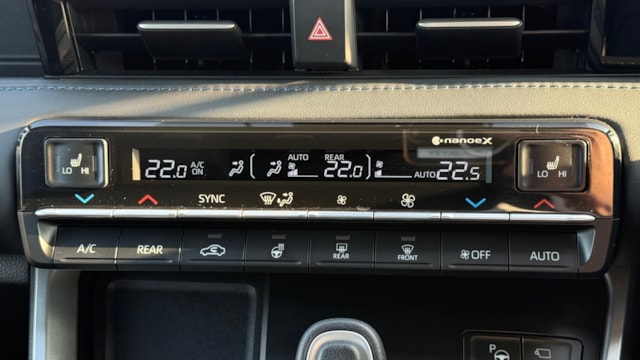 nanoeX
AUTO REAR
22.0 A/C ON 22.0 AUTO 22.5
LO HI
LO HI
SYNC
A/C REAR REAR FRONT OFF AUTO
P